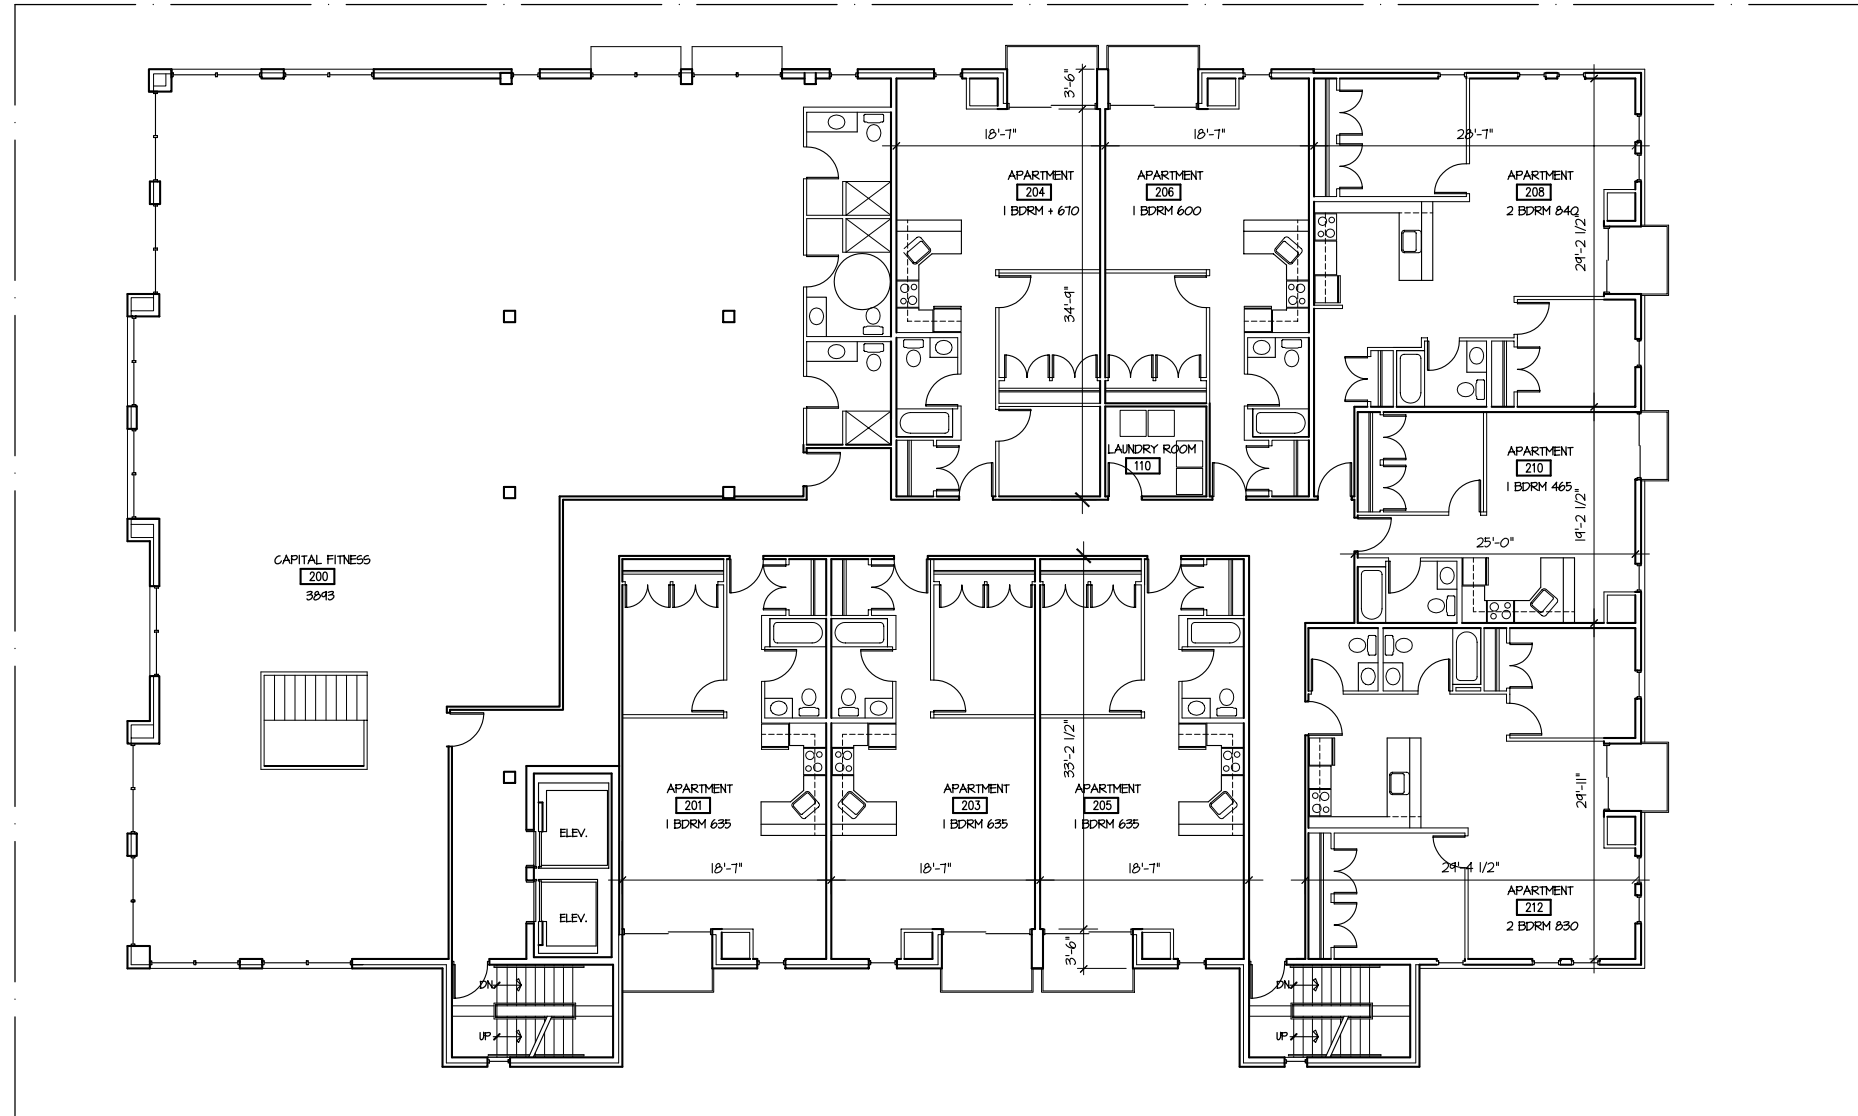 3'-6"
18'-7"
18'-7"
28'-7"
APARTMENT
204
1 BDRM + 670
APARTMENT
206
1 BDRM 600
APARTMENT
208
2 BDRM 840
29'-2 1/2"
34'-9"
LAUNDRY ROOM
110
APARTMENT
210
1 BDRM 465
19'-2 1/2"
25'-0"
CAPITAL FITNESS
200
3893
33'-2 1/2"
APARTMENT
201
1 BDRM 635
APARTMENT
203
1 BDRM 635
APARTMENT
205
1 BDRM 635
29'-11"
ELEV.
18'-7"
18'-7"
18'-7"
29'-4 1/2"
APARTMENT
212
2 BDRM 830
ELEV.
3'-6"
DN
DN
UP
UP